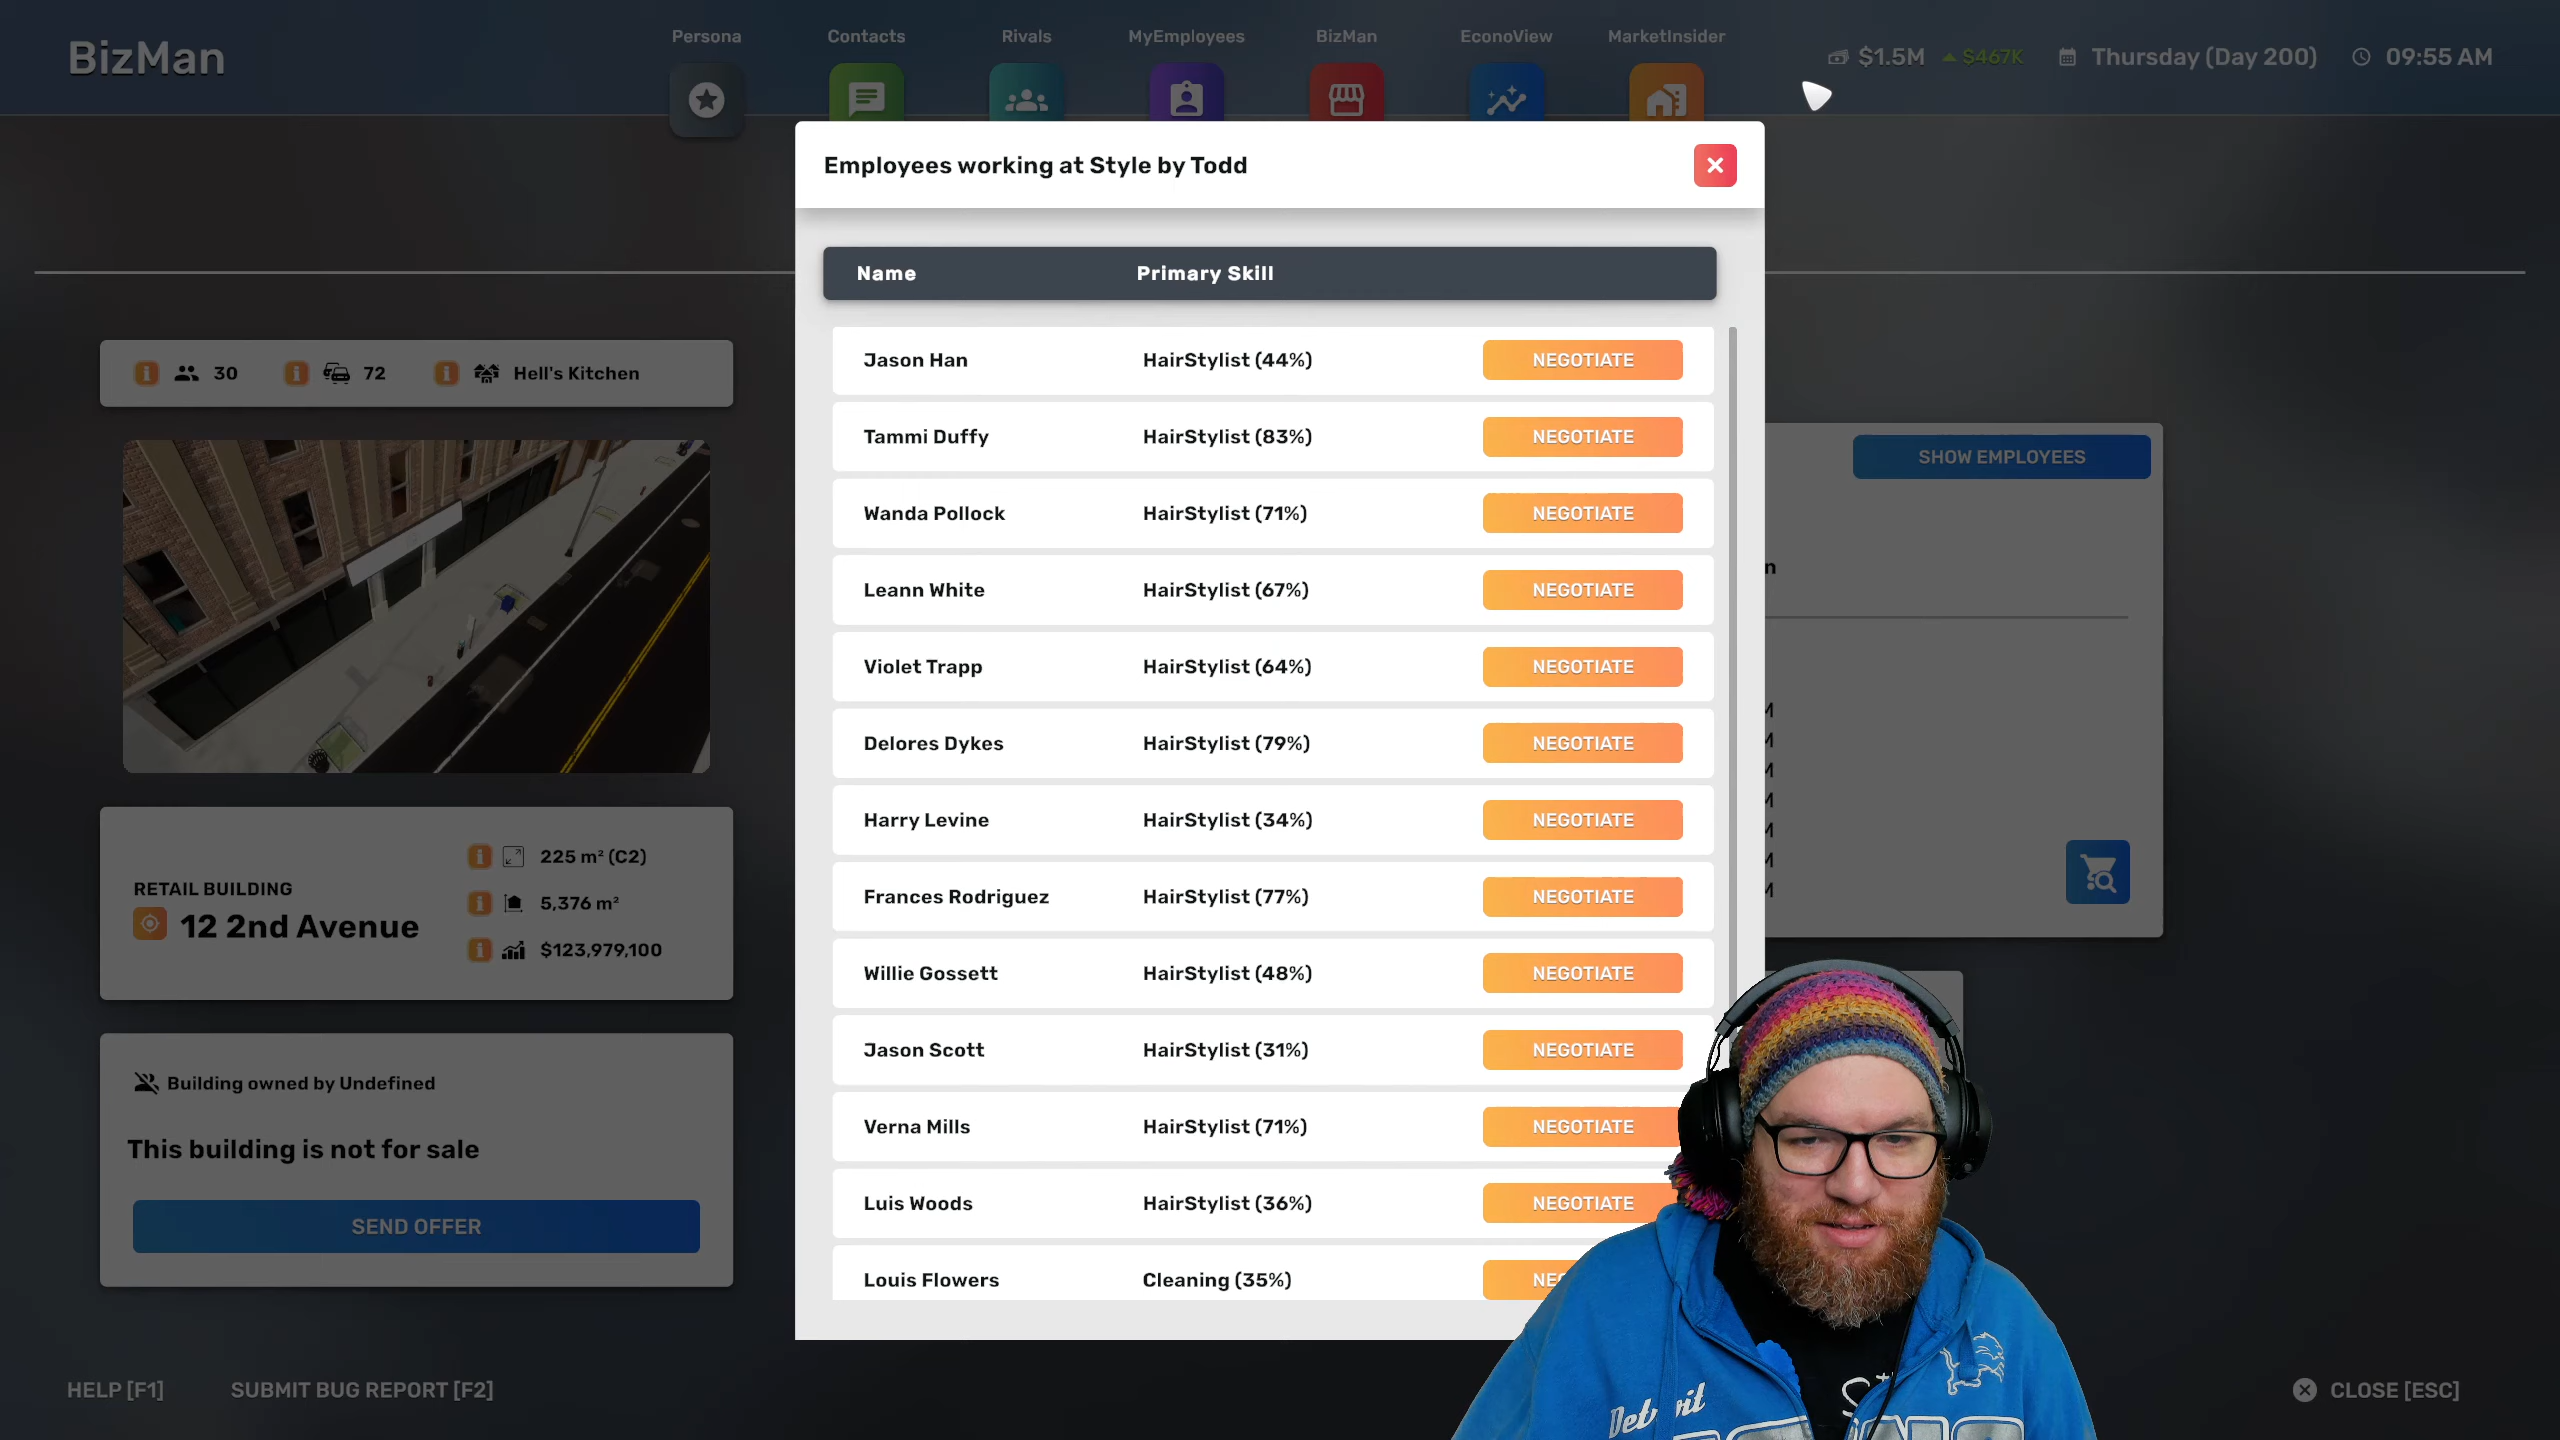 BizMan
Persona
Contacts
Rivals
MyEmployees
BizMan
EconoView
MarketInsider
$1.5M
$467K
Thursday (Day 200)
09:55 AM
Employees working at Style by Todd
Name Primary Skill
Jason Han HairStylist (44%) NEGOTIATE
Tammi Duffy HairStylist (83%) NEGOTIATE
Wanda Pollock HairStylist (71%) NEGOTIATE
Leann White HairStylist (67%) NEGOTIATE
Violet Trapp HairStylist (64%) NEGOTIATE
Delores Dykes HairStylist (79%) NEGOTIATE
Harry Levine HairStylist (34%) NEGOTIATE
Frances Rodriguez HairStylist (77%) NEGOTIATE
Willie Gossett HairStylist (48%) NEGOTIATE
Jason Scott HairStylist (31%) NEGOTIATE
Verna Mills HairStylist (71%) NEGOTIATE
Luis Woods HairStylist (36%) NEGOTIATE
Louis Flowers Cleaning (35%)
30
72
Hell's Kitchen
RETAIL BUILDING
12 2nd Avenue
225 m² (C2)
5,376 m²
$123,979,100
Building owned by Undefined
This building is not for sale
SEND OFFER
SHOW EMPLOYEES
HELP [F1]
SUBMIT BUG REPORT [F2]
CLOSE [ESC]
Detroit